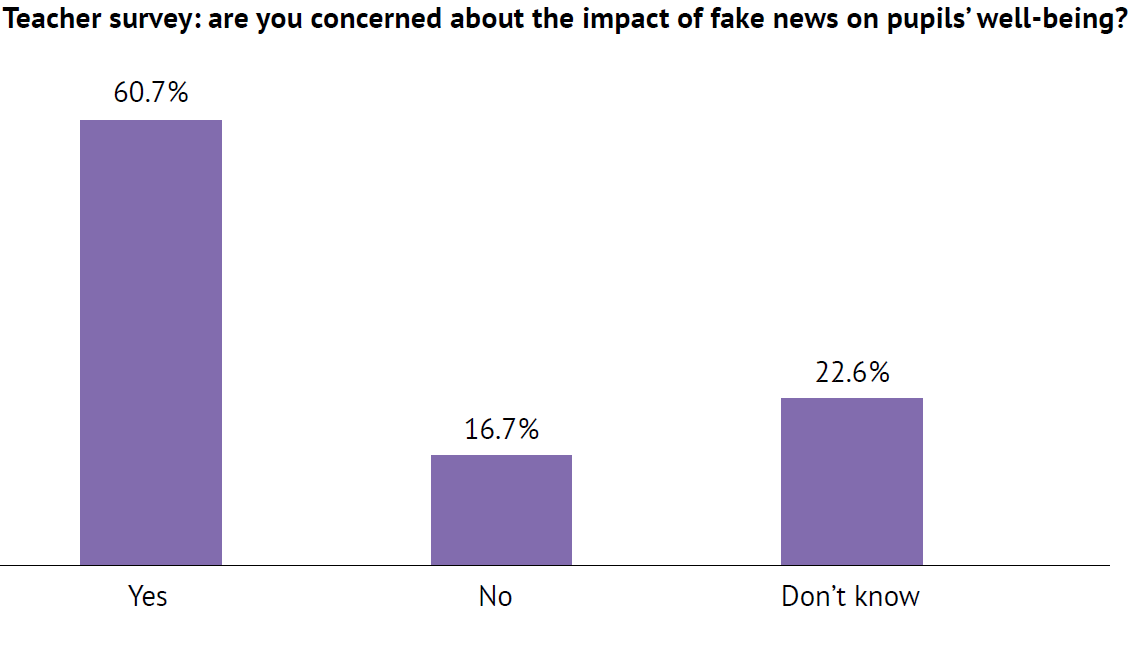 Teacher survey: are you concerned about the impact of fake news on pupils’ well-being?
60.7%
16.7%
22.6%
Yes
No
Don’t know